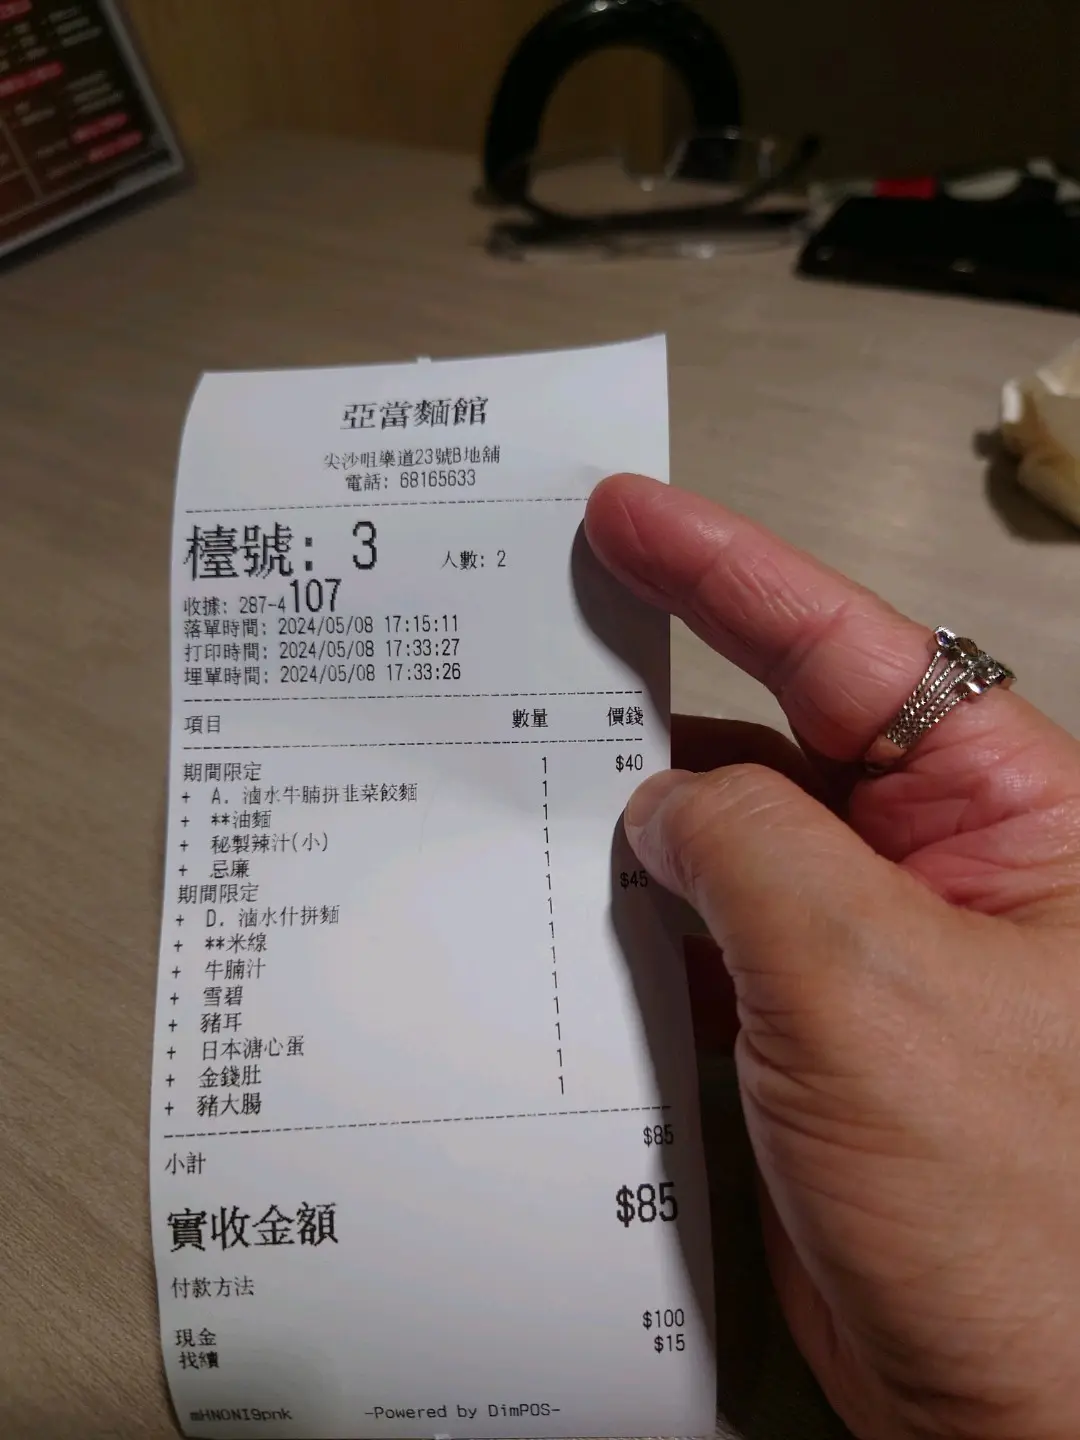 亞當麵館
尖沙咀樂道23號B地舖
電話: 68165633
檯號: 3 人數: 2
收據: 287-4107
落單時間: 2024/05/08 17:15:11
打印時間: 2024/05/08 17:33:27
埋單時間: 2024/05/08 17:33:26
項目 數量 價錢
期間限定 1 $40
+ A. 滷水牛腩拼韭菜餃麵 1
+ **油麵 1
+ 秘製辣汁(小) 1
+ 忌廉 1
期間限定 1 $45
+ D. 滷水什拼麵 1
+ **米線 1
+ 牛腩汁 1
+ 雪碧 1
+ 豬耳 1
+ 日本溏心蛋 1
+ 金錢肚 1
+ 豬大腸 1
小計 $85
實收金額 $85
付款方法
現金 $100
找續 $15
mHNONI9pnk -Powered by DimPOS-